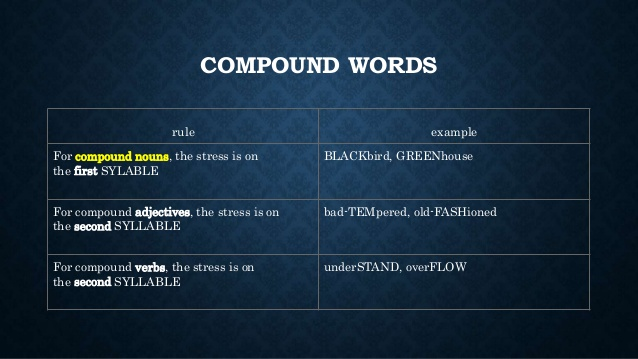 COMPOUND WORDS
rule
example
For compound nouns, the stress is on
the first SYLABLE
BLACKbird, GREENhouse
For compound adjectives, the stress is on
the second SYLLABLE
bad-TEMpered, old-FASHioned
For compound verbs, the stress is on
the second SYLLABLE
underSTAND, overFLOW